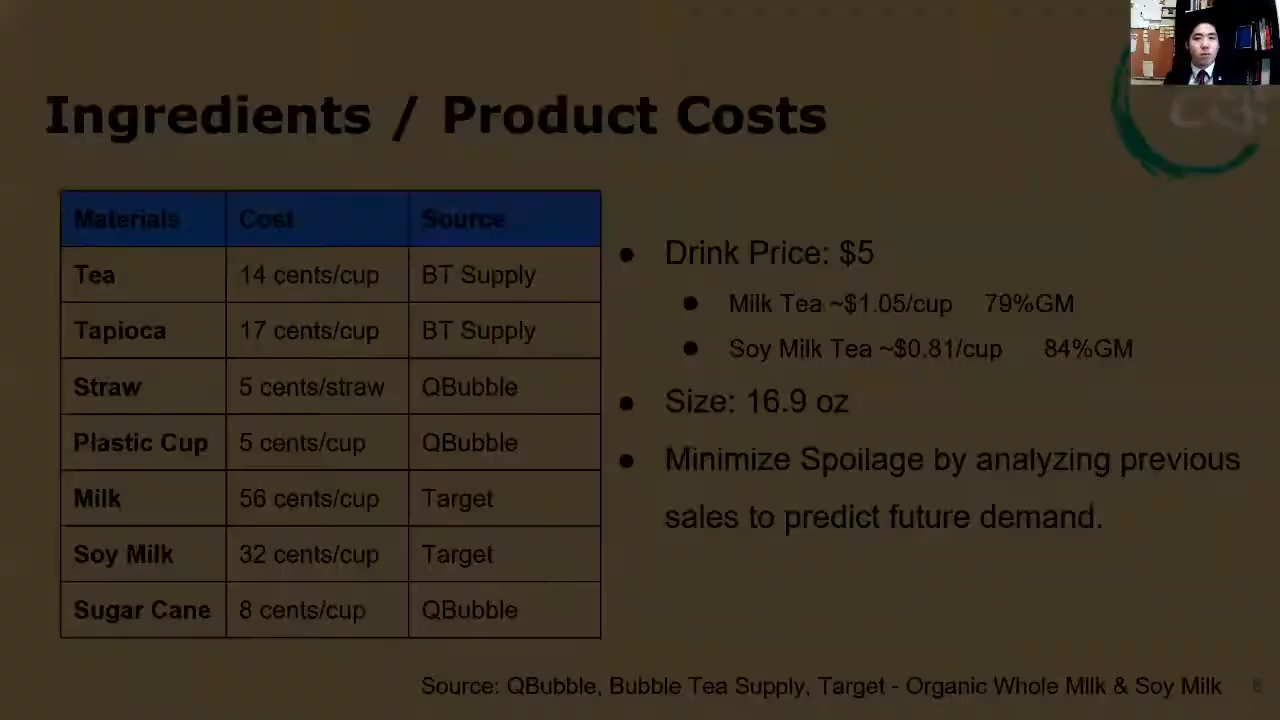 Ingredients / Product Costs
Materials Cost Source
Tea 14 cents/cup BT Supply
Tapioca 17 cents/cup BT Supply
Straw 5 cents/straw QBubble
Plastic Cup 5 cents/cup QBubble
Milk 56 cents/cup Target
Soy Milk 32 cents/cup Target
Sugar Cane 8 cents/cup QBubble
● Drink Price: $5
● Milk Tea ~$1.05/cup 79%GM
● Soy Milk Tea ~$0.81/cup 84%GM
● Size: 16.9 oz
● Minimize Spoilage by analyzing previous
sales to predict future demand.
Source: QBubble, Bubble Tea Supply, Target - Organic Whole MIlk & Soy Milk